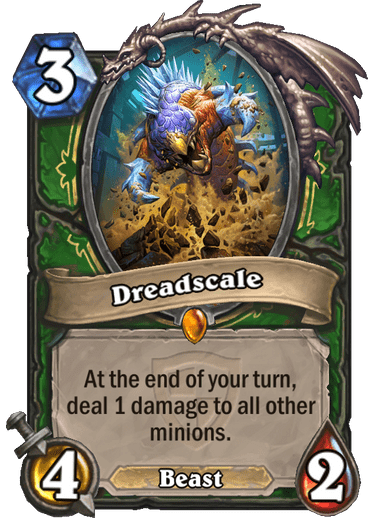 3
Dreadscale
At the end of your turn,
deal 1 damage to all other
minions.
4
Beast
2